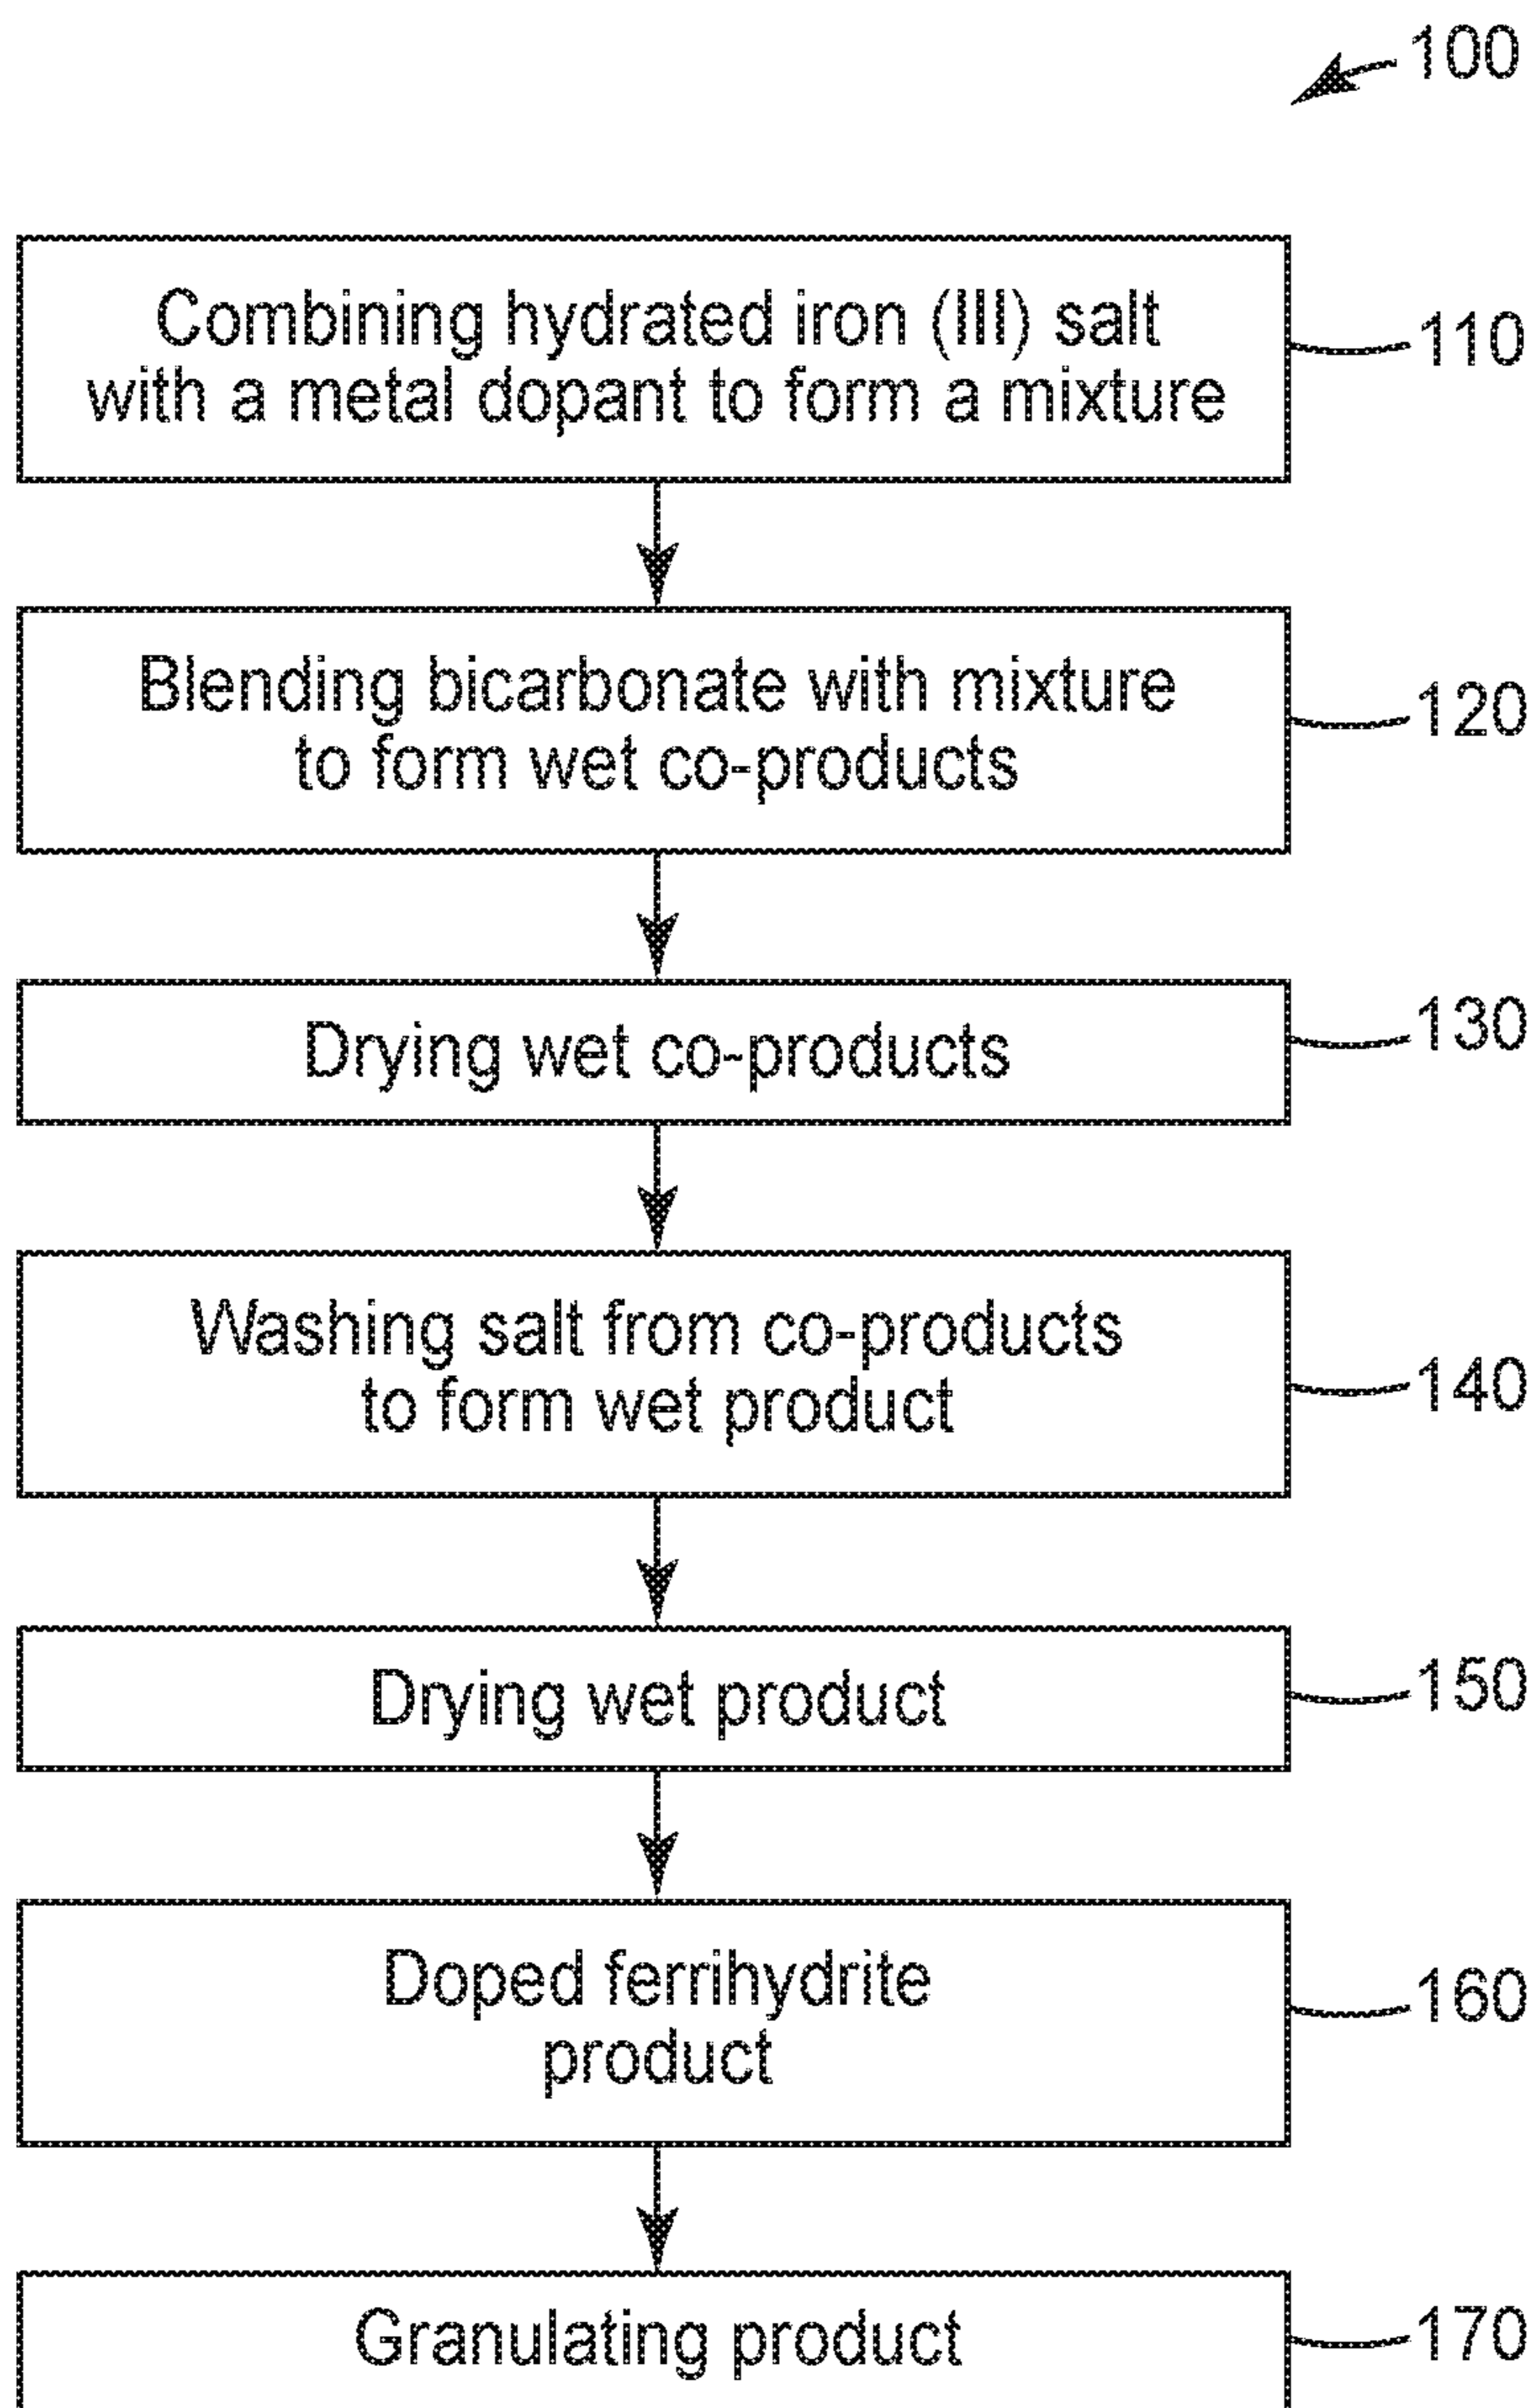 100
Combining hydrated iron (III) salt
with a metal dopant to form a mixture
110
Blending bicarbonate with mixture
to form wet co-products
120
Drying wet co-products
130
Washing salt from co-products
to form wet product
140
Drying wet product
150
Doped ferrihydrite
product
160
Granulating product
170